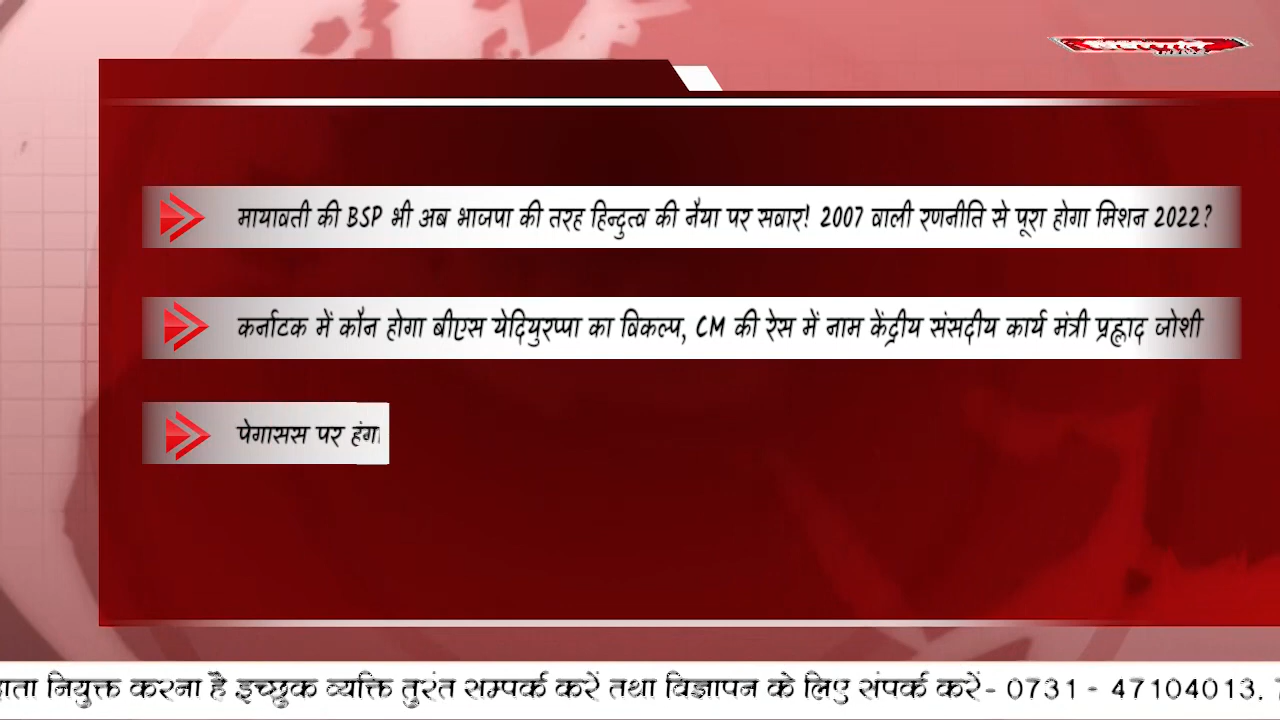 मायावती की BSP भी अब भाजपा की तरह हिन्दुत्व की नैया पर सवार! 2007 वाली रणनीति से पूरा होगा मिशन 2022?
कर्नाटक में कौन होगा बीएस येदियुरप्पा का विकल्प, CM की रेस में नाम केंद्रीय संसदीय कार्य मंत्री प्रह्लाद जोशी
पेगासस पर हंगा
नियुक्त करना है इच्छुक व्यक्ति तुरंत सम्पर्क करें तथा विज्ञापन के लिए संपर्क करें- 0731 - 47104013.